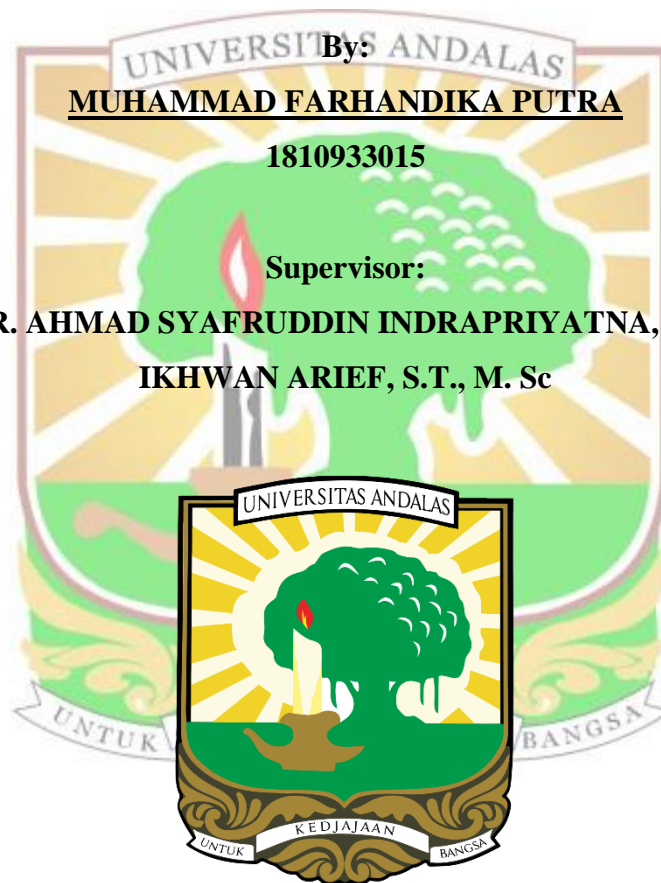 UNIVERSITAS ANDALAS
By:
MUHAMMAD FARHANDIKA PUTRA
1810933015
Supervisor:
R. AHMAD SYAFRUDDIN INDRAPRIYATNA,
IKHWAN ARIEF, S.T., M. Sc
UNIVERSITAS ANDALAS
UNTUK BANGSA
UNTUK KEDJAJAAN BANGSA